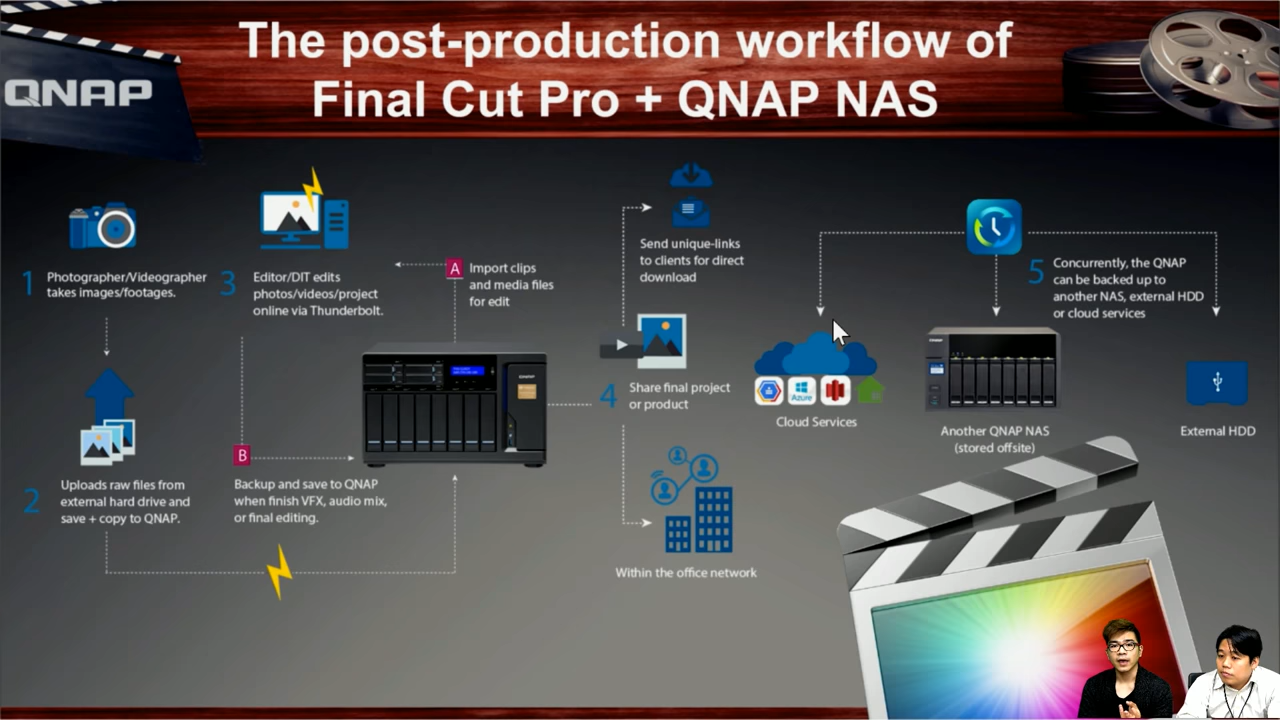 The post-production workflow of
Final Cut Pro + QNAP NAS
QNAP
1
Photographer/Videographer
takes images/footages.
2
Uploads raw files from
external hard drive and
save + copy to QNAP.
3
Editor/DIT edits
photos/videos/project
online via Thunderbolt.
A
Import clips
and media files
for edit
B
Backup and save to QNAP
when finish VFX, audio mix,
or final editing.
QNAP
4
Share final project
or product
Send unique-links
to clients for direct
download
Within the office network
5
Concurrently, the QNAP
can be backed up to
another NAS, external HDD
or cloud services
Azure
Cloud Services
Another QNAP NAS
(stored offsite)
External HDD